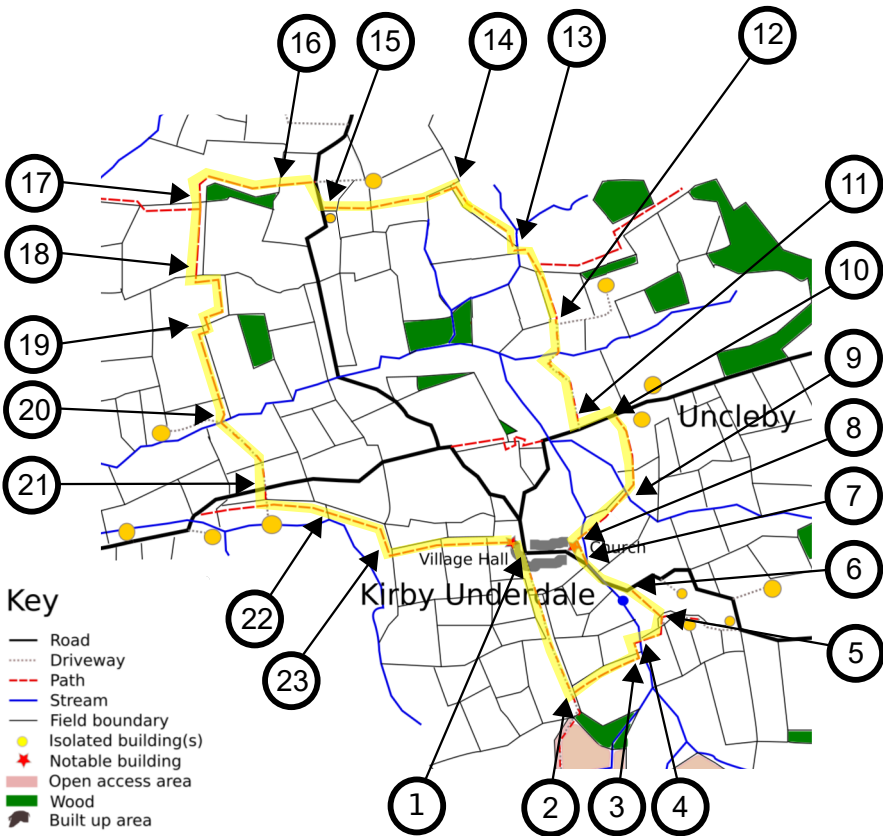 16
15
14
13
12
17
11
18
10
19
9
20
Uncleby
8
21
7
Church
Village Hall
6
Kirby Underdale
22
5
23
1
2
3
4
Key
Road
Driveway
Path
Stream
Field boundary
Isolated building(s)
Notable building
Open access area
Wood
Built up area